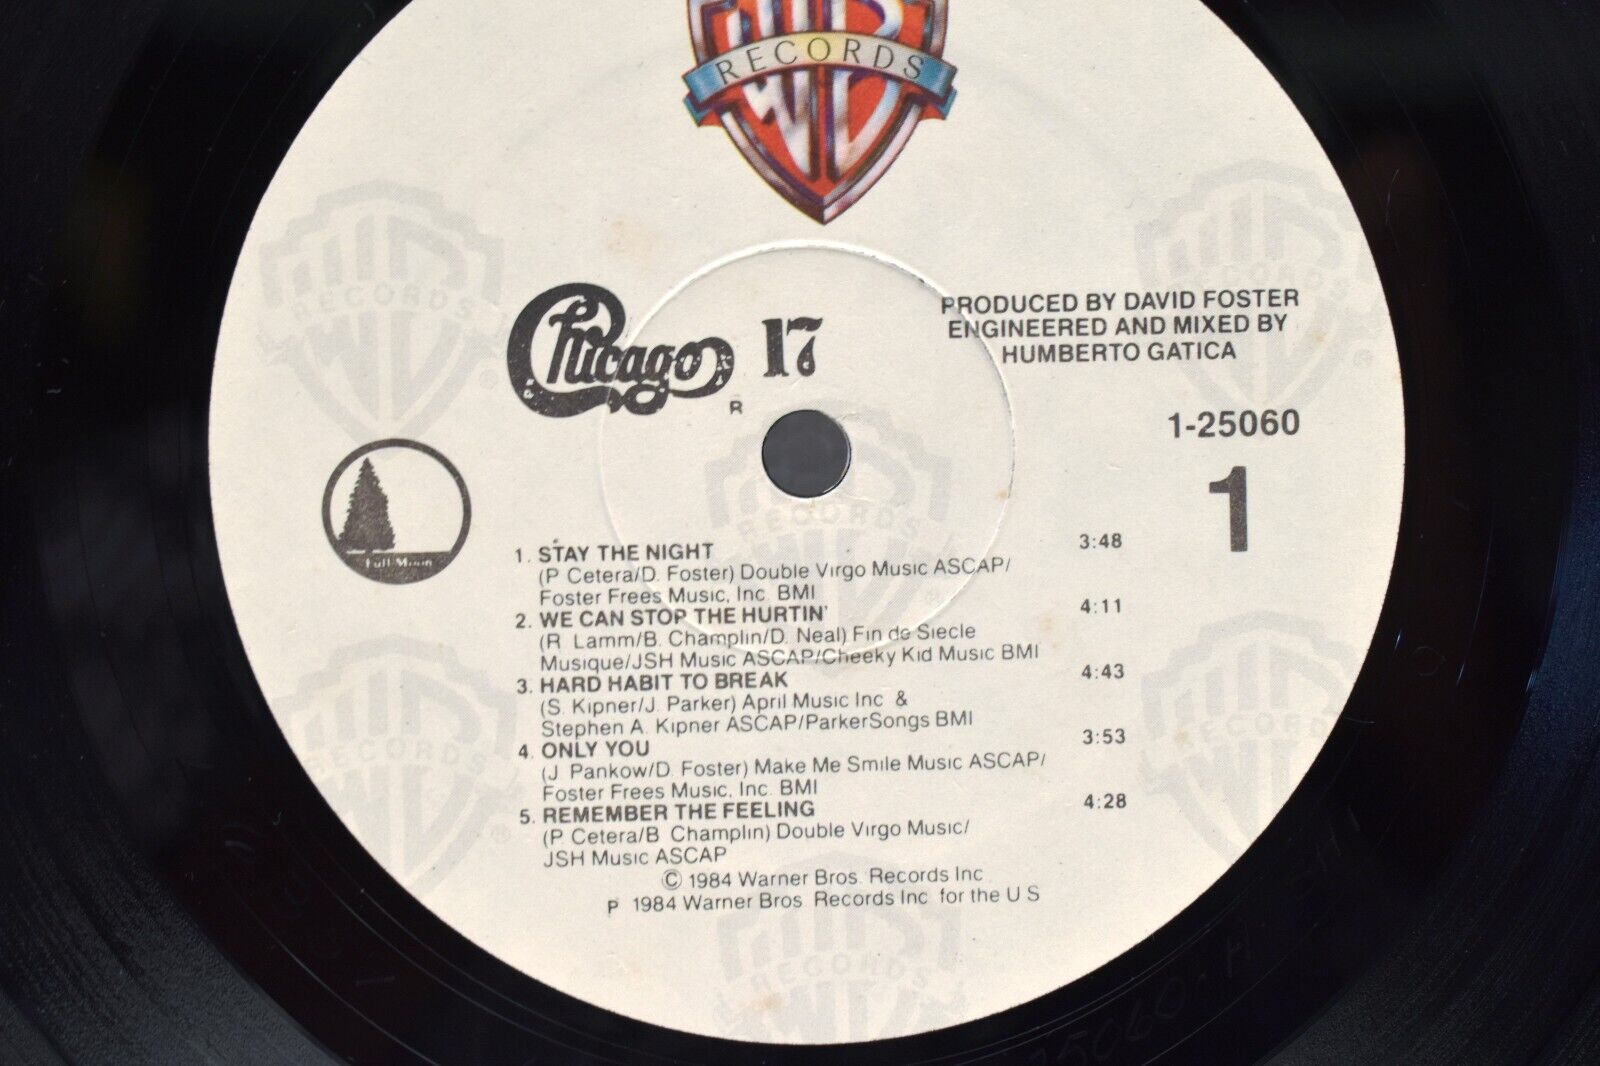 RECORDS
Chicago 17
R
PRODUCED BY DAVID FOSTER
ENGINEERED AND MIXED BY
HUMBERTO GATICA
1-25060
1
Full Moon
1. STAY THE NIGHT 3:48
(P. Cetera/D. Foster) Double Virgo Music ASCAP/
Foster Frees Music, Inc. BMI
2. WE CAN STOP THE HURTIN' 4:11
(R. Lamm/B. Champlin/D. Neal) Fin de Siecle
Musique/JSH Music ASCAP/Cheeky Kid Music BMI
3. HARD HABIT TO BREAK 4:43
(S. Kipner/J. Parker) April Music Inc &
Stephen A. Kipner ASCAP/ParkerSongs BMI
4. ONLY YOU 3:53
(J. Pankow/D. Foster) Make Me Smile Music ASCAP/
Foster Frees Music, Inc. BMI
5. REMEMBER THE FEELING 4:28
(P. Cetera/B. Champlin) Double Virgo Music/
JSH Music ASCAP
© 1984 Warner Bros. Records Inc.
P 1984 Warner Bros. Records Inc. for the U S